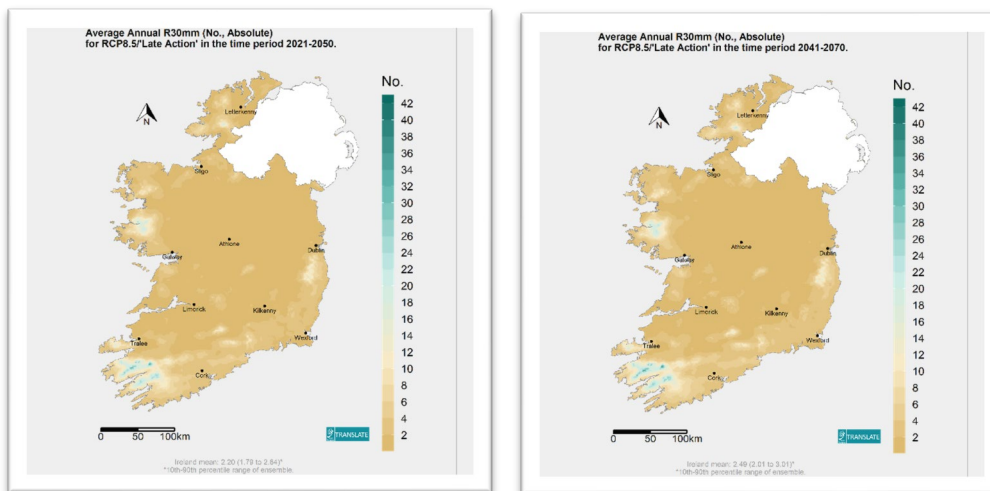 Average Annual R30mm (No., Absolute)
for RCP8.5/'Late Action' in the time period 2021-2050.
No.
42
40
38
36
34
32
30
28
26
24
22
20
18
16
14
12
10
8
6
4
2
N
Letterkenny
Sligo
Athlone
Dublin
Galway
Limerick
Kilkenny
Wexford
Tralee
Cork
0 50 100km
TRANSLATE
Ireland mean: 2.20 (1.79 to 2.64)*
*10th-90th percentile range of ensemble.
Average Annual R30mm (No., Absolute)
for RCP8.5/'Late Action' in the time period 2041-2070.
No.
42
40
38
36
34
32
30
28
26
24
22
20
18
16
14
12
10
8
6
4
2
N
Letterkenny
Sligo
Athlone
Dublin
Galway
Limerick
Kilkenny
Wexford
Tralee
Cork
0 50 100km
TRANSLATE
Ireland mean: 2.49 (2.01 to 3.01)*
*10th-90th percentile range of ensemble.